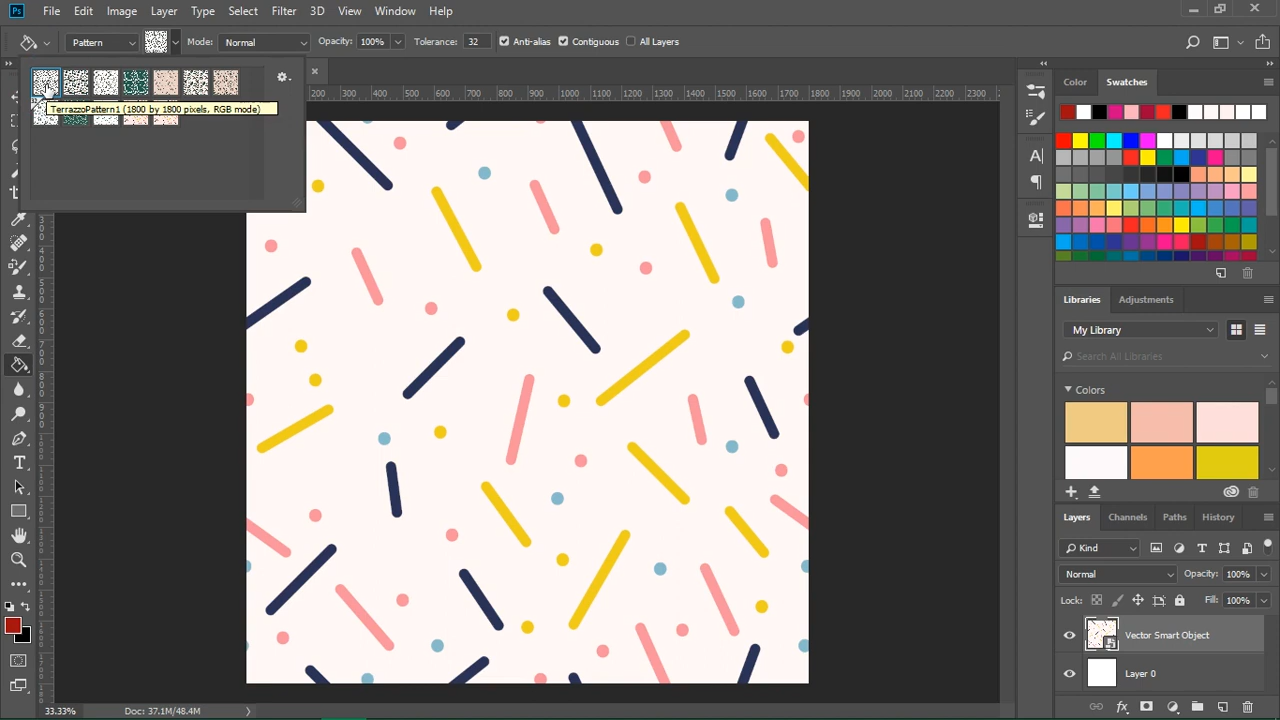 Ps File Edit Image Layer Type Select Filter 3D View Window Help
Pattern Mode: Normal Opacity: 100% Tolerance: 32 Anti-alias Contiguous All Layers
TerrazzoPattern1 (1800 by 1800 pixels, RGB mode)
200 300 400 500 600 700 800 900 1000 1100 1200 1300 1400 1500 1600 1700 1800 1900 2000 2100 2200 2300
Color Swatches
Libraries Adjustments
My Library
Search All Libraries
Colors
Layers Channels Paths History
Kind
Normal Opacity: 100%
Lock: Fill: 100%
Vector Smart Object
Layer 0
33.33% Doc: 37.1M/48.4M